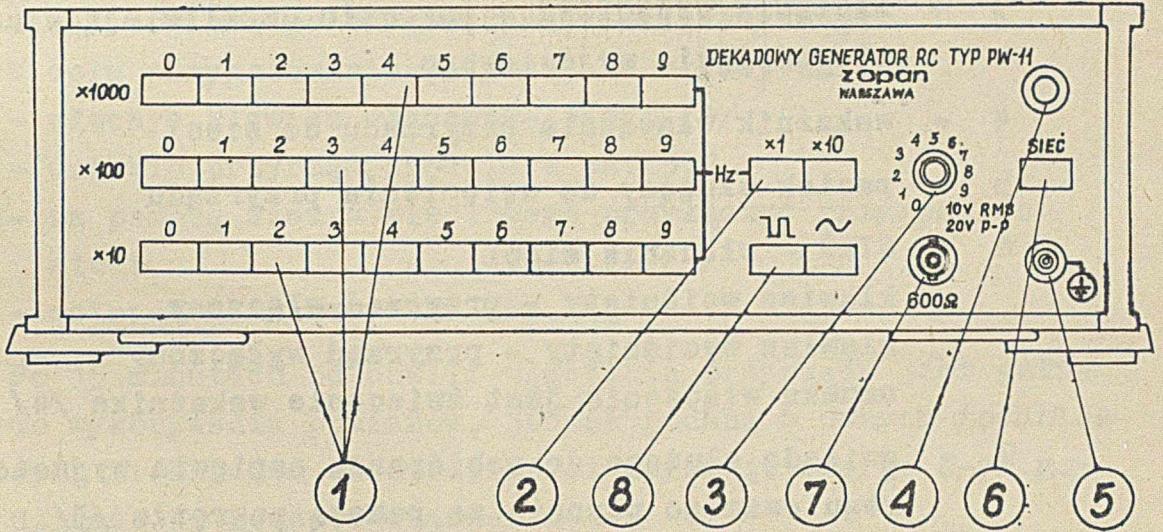 DEKADOWY GENERATOR RC TYP PW-11
zopan
WARSZAWA
0 1 2 3 4 5 6 7 8 9
×1000
0 1 2 3 4 5 6 7 8 9
×100
Hz
×1 ×10
0 1 2 3 4 5 6 7 8 9
SIEĆ
0 1 2 3 4 5 6 7 8 9
×10
10V RMS
20V p-p
600Ω
1 2 8 3 7 4 6 5